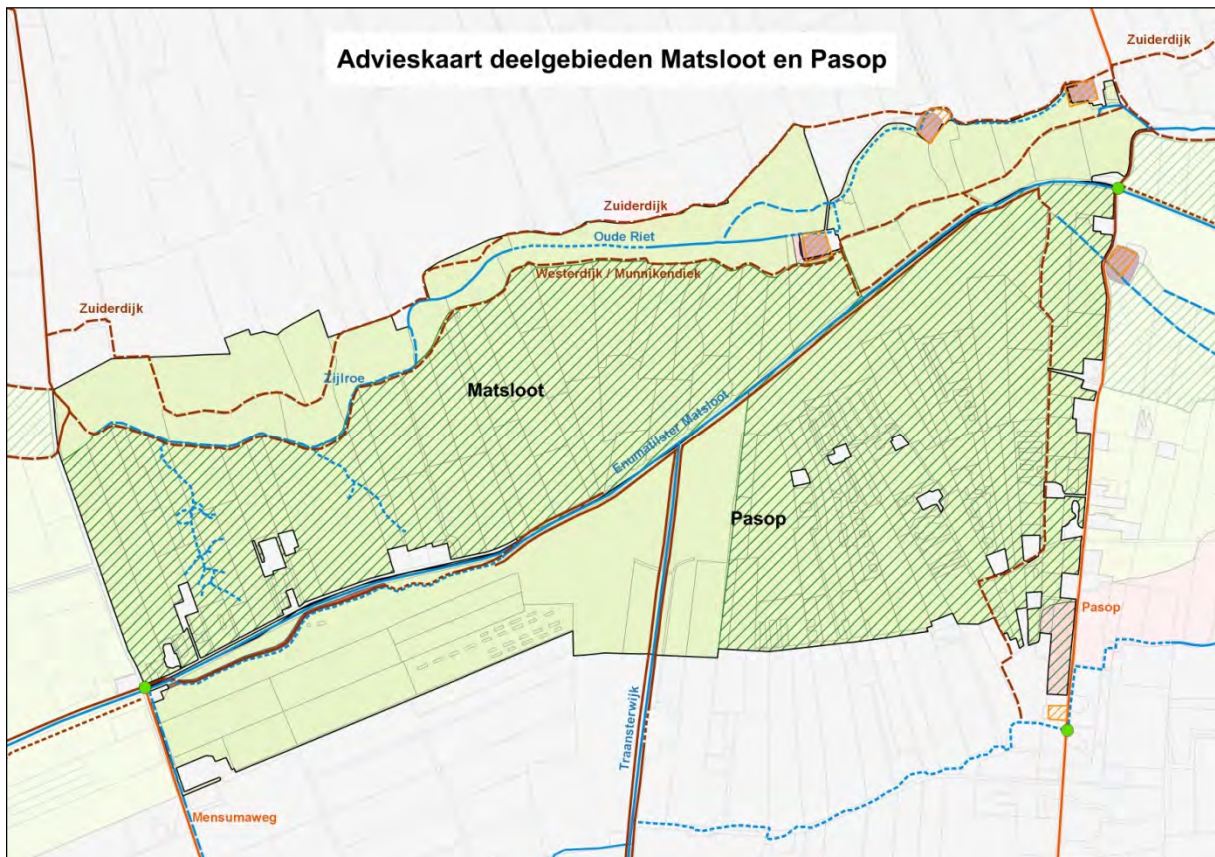 Advieskaart deelgebieden Matsloot en Pasop
Zuiderdijk
Zuiderdijk
Oude Riet
Westerdijk / Munnikendiek
Zuiderdijk
Zijlroe
Matsloot
Enumatilster Matsloot
Pasop
Pasop
Traansterwijk
Mensumaweg